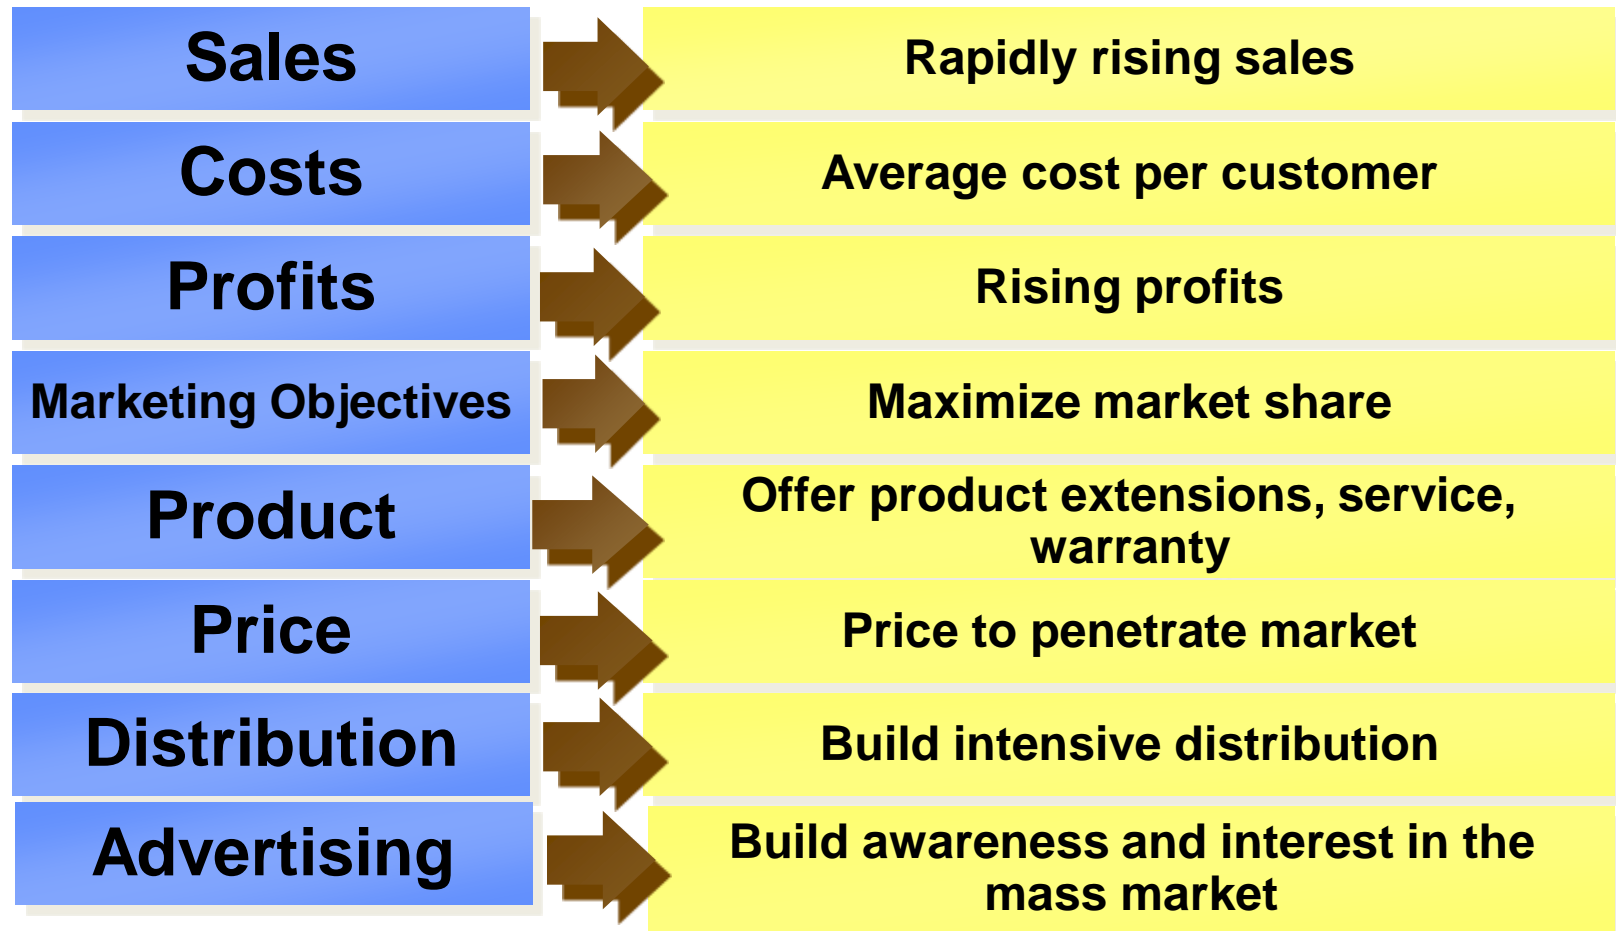 Sales
Rapidly rising sales
Costs
Average cost per customer
Profits
Rising profits
Marketing Objectives
Maximize market share
Product
Offer product extensions, service,
warranty
Price
Price to penetrate market
Distribution
Build intensive distribution
Advertising
Build awareness and interest in the
mass market